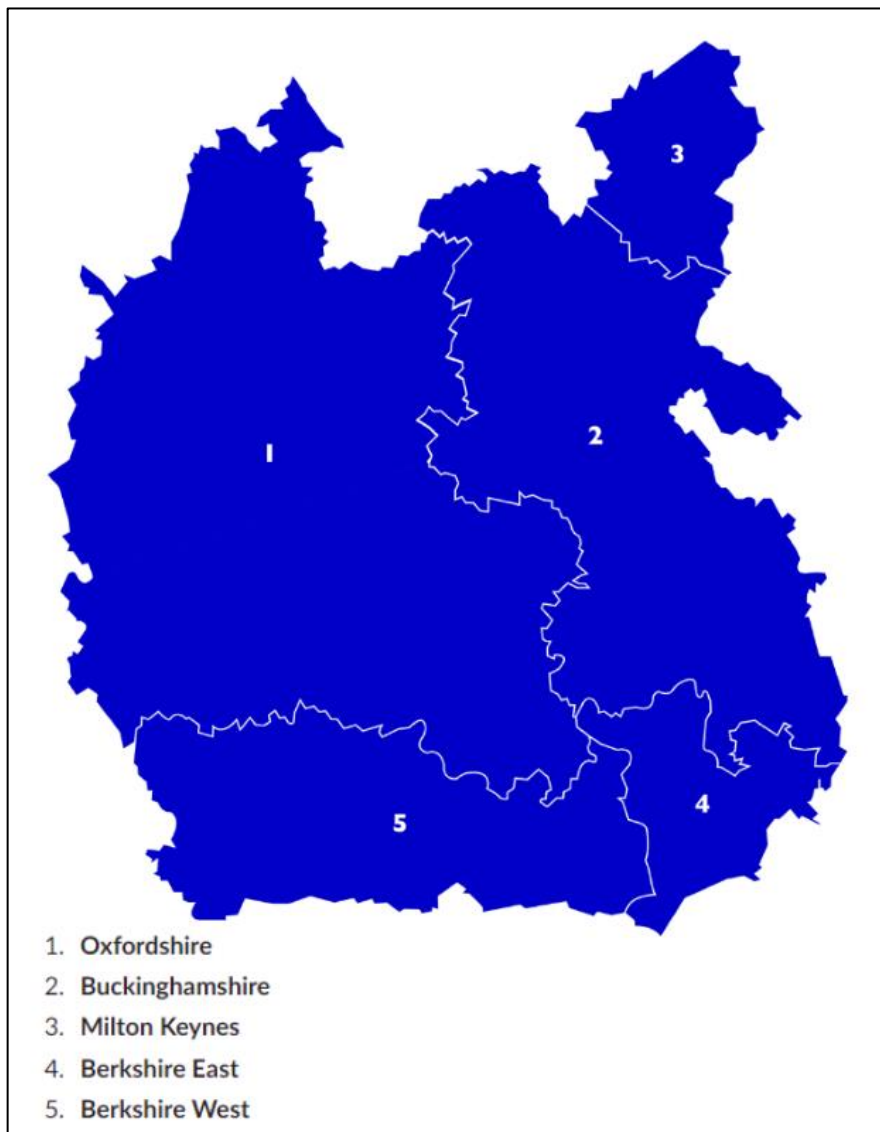 3
1
2
4
5
1. Oxfordshire
2. Buckinghamshire
3. Milton Keynes
4. Berkshire East
5. Berkshire West